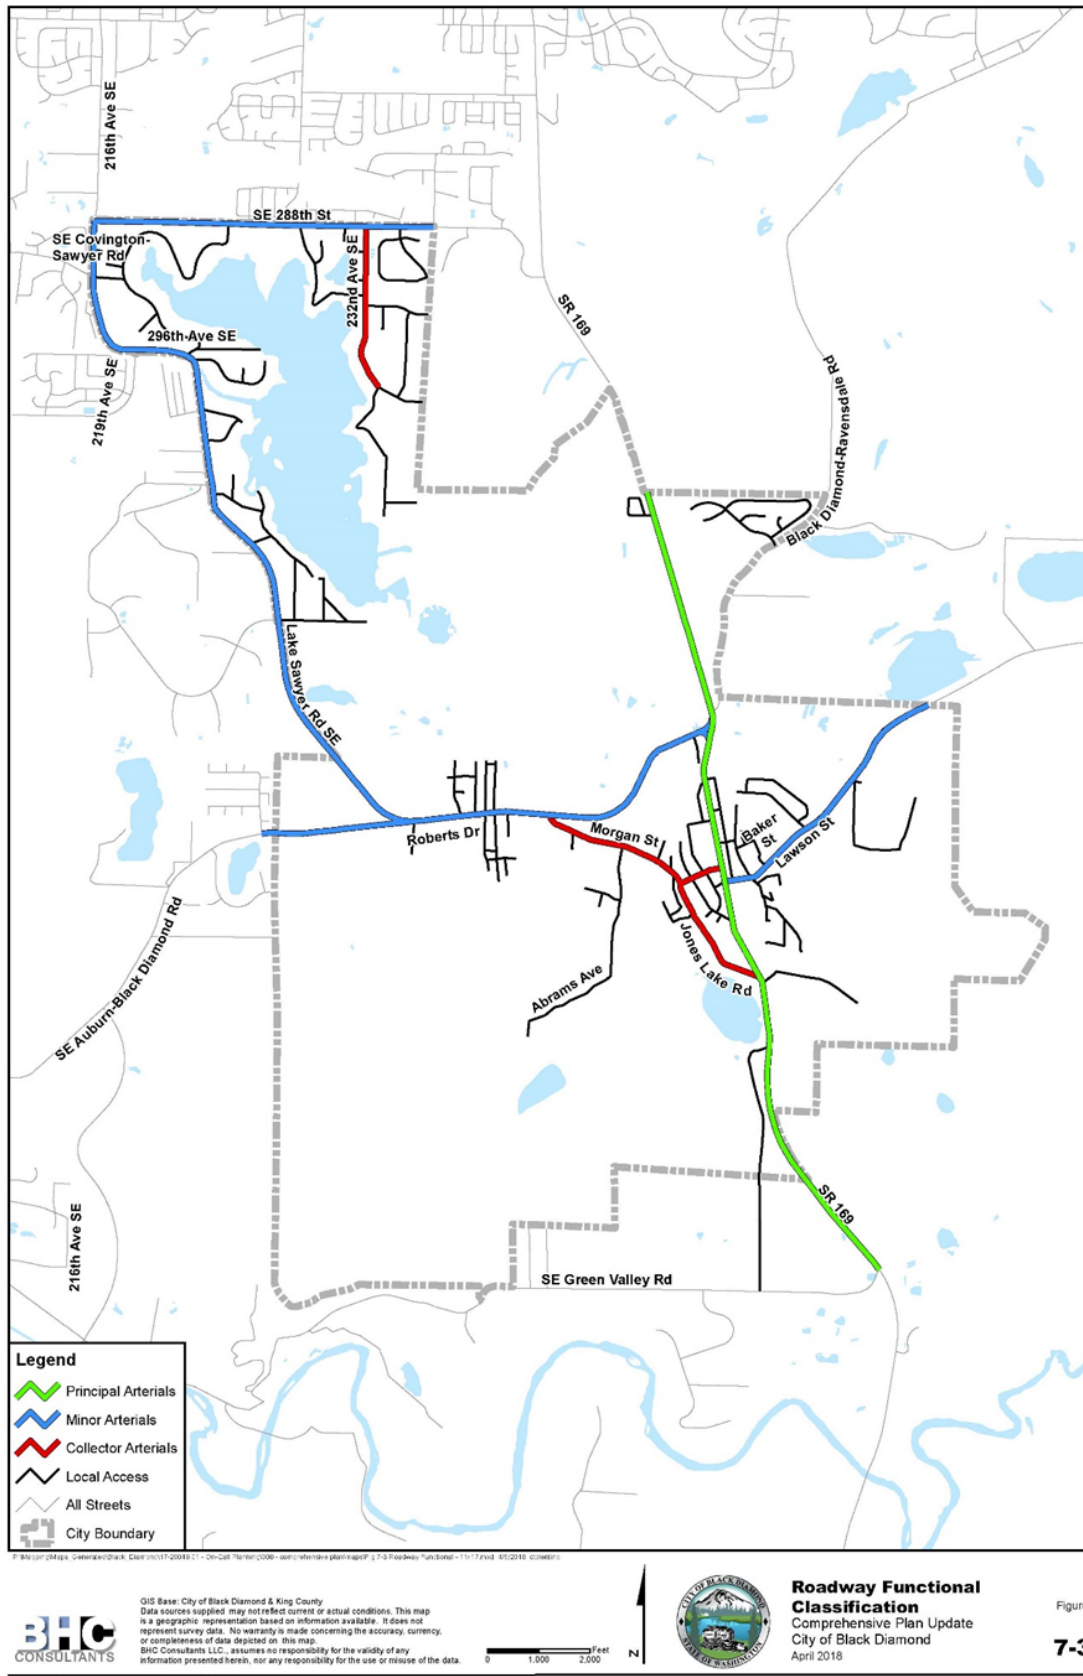 216th Ave SE
SE 288th St
SE Covington-
Sawyer Rd
232nd Ave SE
SR 169
296th Ave SE
219th Ave SE
Black Diamond-Ravensdale Rd
Lake Sawyer Rd SE
Roberts Dr
Morgan St
Baker
St
Lawson St
Jones Lake Rd
Abrams Ave
SE Auburn-Black Diamond Rd
216th Ave SE
SR 169
SE Green Valley Rd
Legend
Principal Arterials
Minor Arterials
Collector Arterials
Local Access
All Streets
City Boundary
BHC
CONSULTANTS
GIS Base: City of Black Diamond & King County
Data sources supplied may not reflect current or actual conditions. This map
is a geographic representation based on information available. It does not
represent survey data. No warranty is made concerning the accuracy, currency,
or completeness of data depicted on this map.
BHC Consultants LLC., assumes no responsibility for the validity of any
information presented herein, nor any responsibility for the use or misuse of the data.
Feet
0 1,000 2,000
N
CITY OF BLACK DIAMOND
STATE OF WASHINGTON
Roadway Functional
Classification
Comprehensive Plan Update
City of Black Diamond
April 2018
Figure
7-3